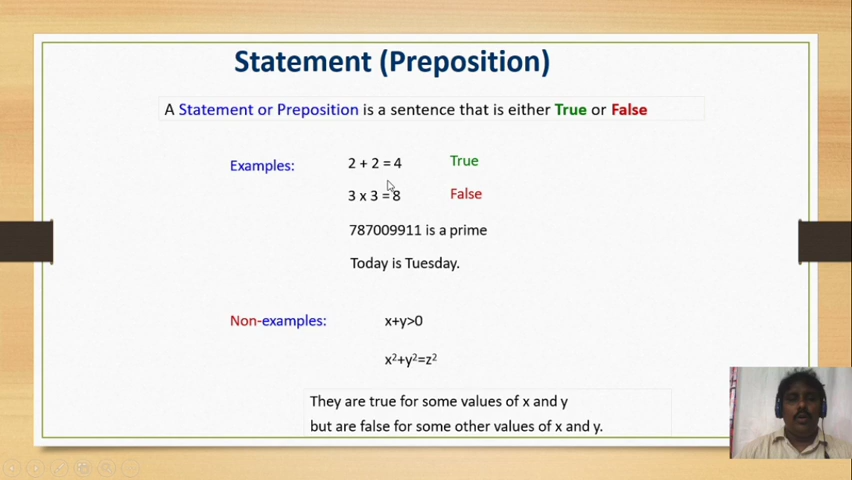 Statement (Preposition)
A Statement or Preposition is a sentence that is either True or False
Examples: 2 + 2 = 4 True
3 x 3 = 8 False
787009911 is a prime
Today is Tuesday.
Non-examples: x+y>0
x²+y²=z²
They are true for some values of x and y
but are false for some other values of x and y.